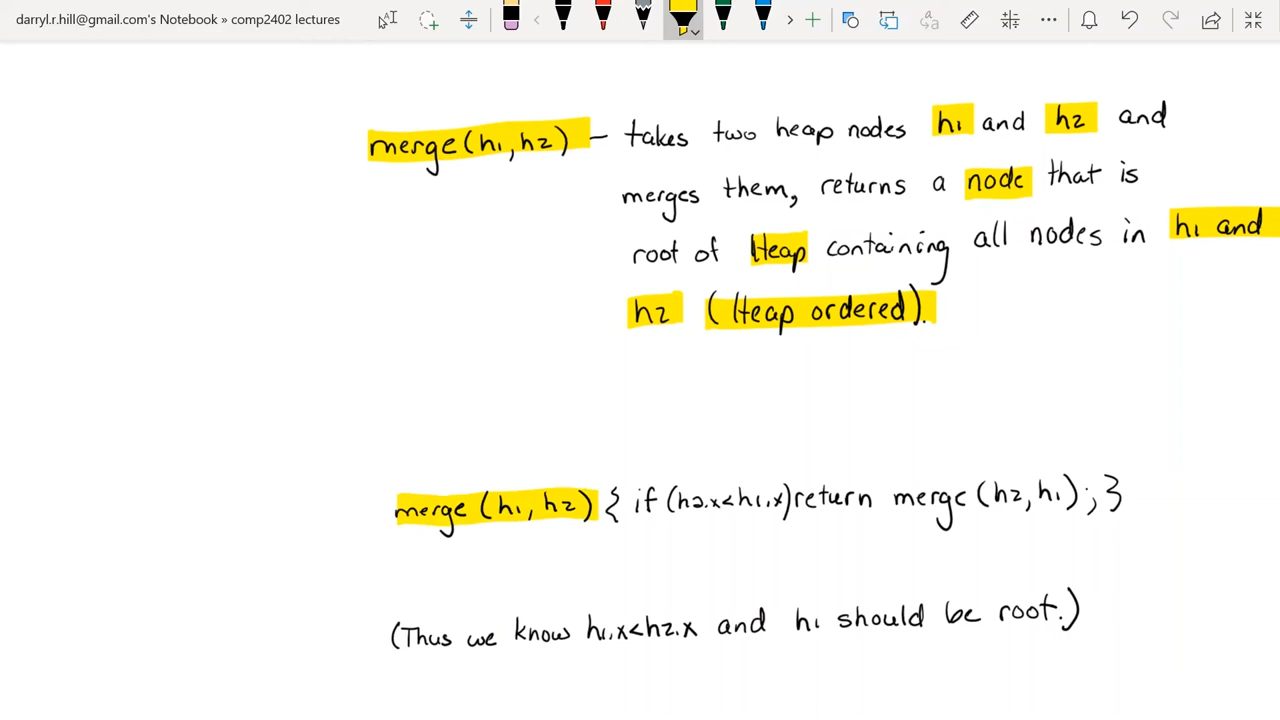 darryl.r.hill@gmail.com's Notebook » comp2402 lectures
merge(h1,h2) - takes two heap nodes h1 and h2 and
merges them, returns a node that is
root of Heap containing all nodes in h1 and
h2 (Heap ordered).
merge (h1, h2) { if (h2.x<h1.x) return merge (h2,h1); }
(Thus we know h1.x<h2.x and h1 should be root.)